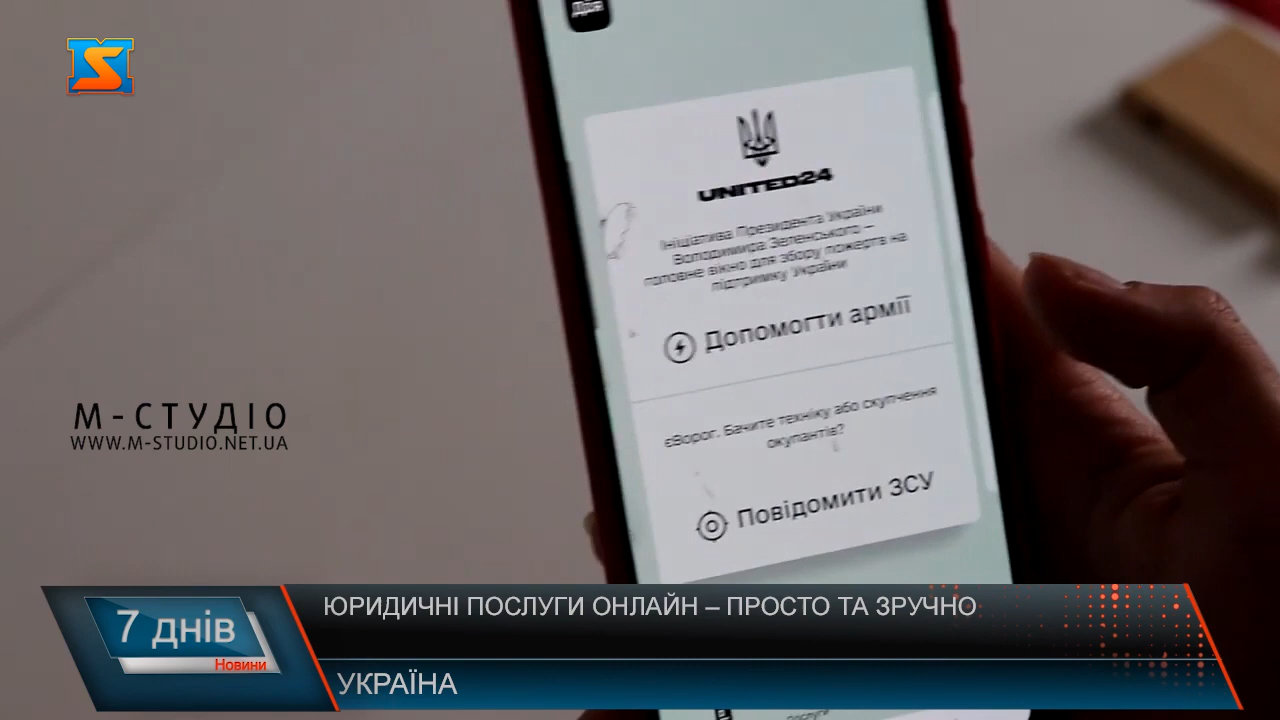 Дія
UNITED24
Ініціатива Президента України
Володимира Зеленського –
головне вікно для збору пожертв на
підтримку України
Допомогти армії
єВорог. Бачите техніку або скупчення
окупантів?
Повідомити ЗСУ
М-СТУДІО
WWW.M-STUDIO.NET.UA
7 днів
Новини
ЮРИДИЧНІ ПОСЛУГИ ОНЛАЙН – ПРОСТО ТА ЗРУЧНО
УКРАЇНА
Послуги